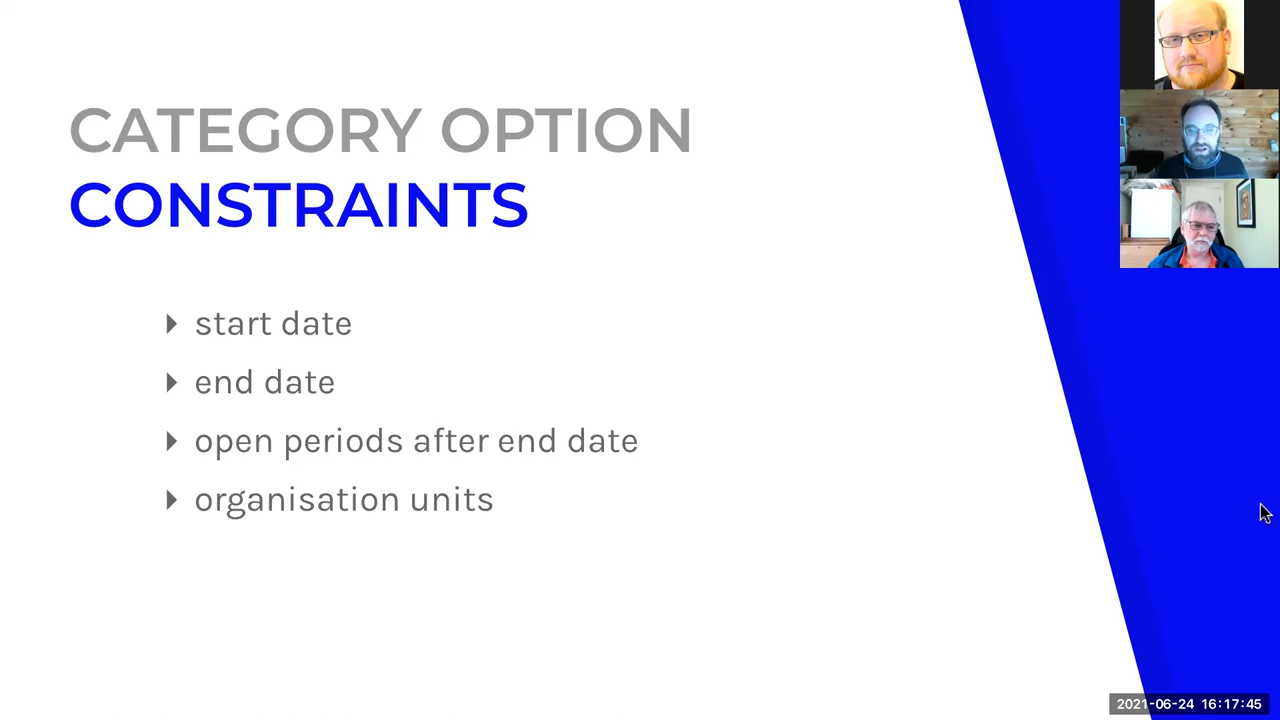 CATEGORY OPTION
CONSTRAINTS
start date
end date
open periods after end date
organisation units
2021-06-24 16:17:45